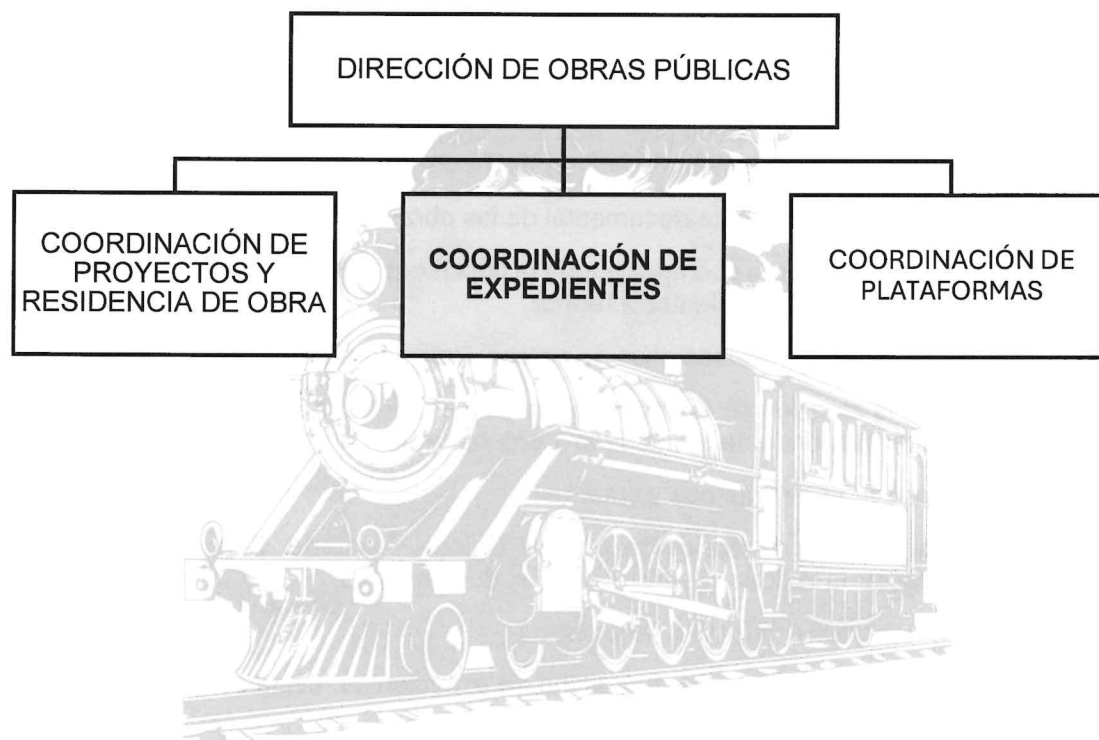 DIRECCIÓN DE OBRAS PÚBLICAS
COORDINACIÓN DE
PROYECTOS Y
RESIDENCIA DE OBRA
COORDINACIÓN DE
EXPEDIENTES
COORDINACIÓN DE
PLATAFORMAS